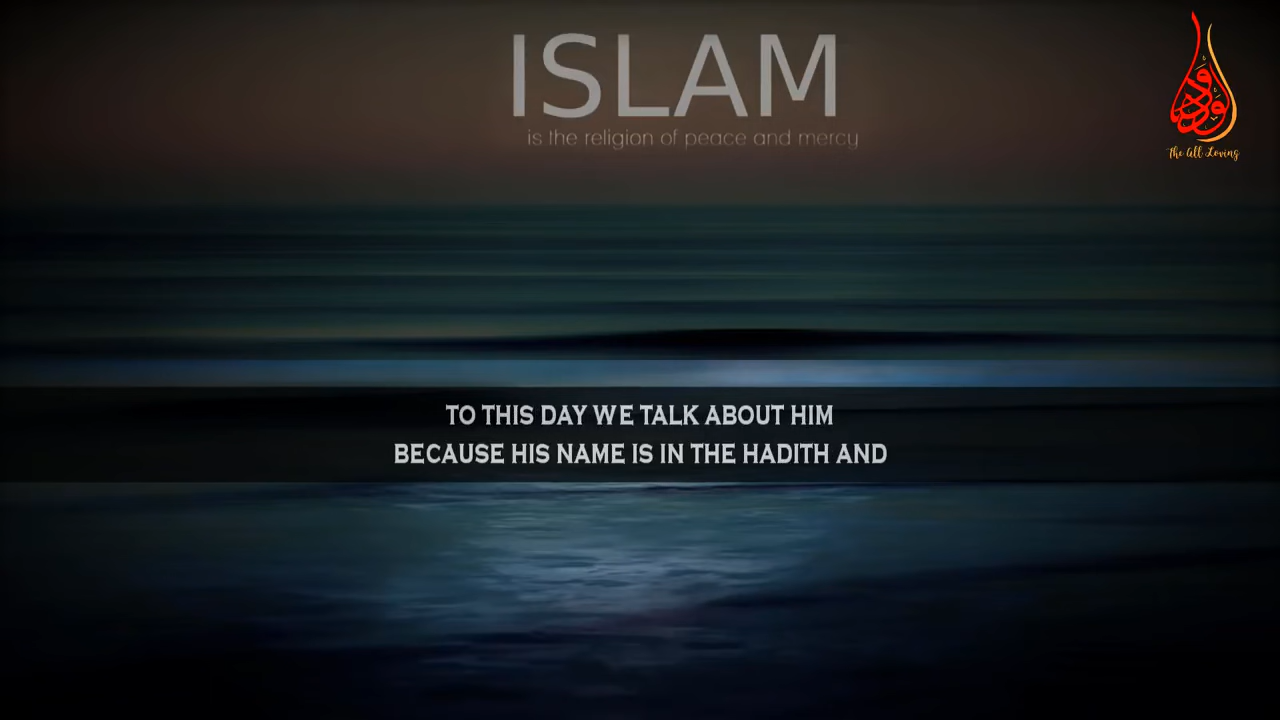 ISLAM
is the religion of peace and mercy
الودود
The All Loving
TO THIS DAY WE TALK ABOUT HIM
BECAUSE HIS NAME IS IN THE HADITH AND